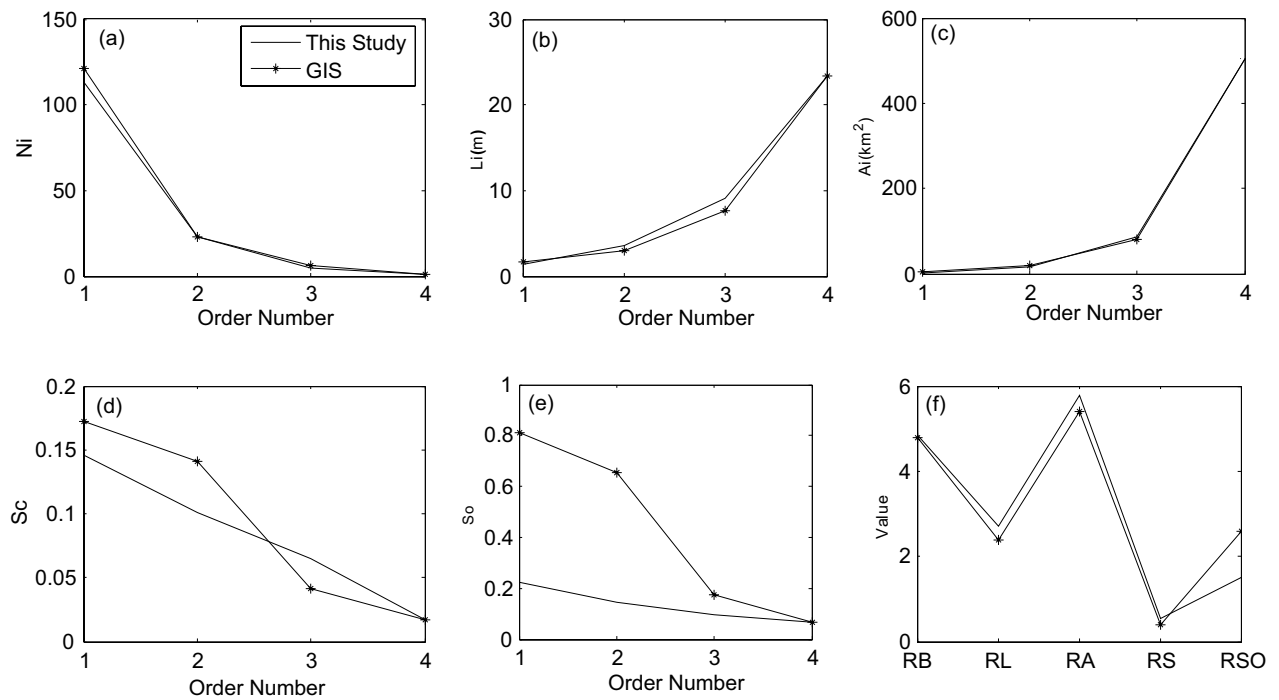 (a)
This Study
GIS
150
100
50
0
Ni
1 2 3 4
Order Number
(b)
30
20
10
0
Li(m)
1 2 3 4
Order Number
(c)
600
400
200
0
Ai(km²)
1 2 3 4
Order Number
(d)
0.2
0.15
0.1
0.05
0
Sc
1 2 3 4
Order Number
(e)
1
0.8
0.6
0.4
0.2
0
So
1 2 3 4
Order Number
(f)
6
4
2
0
Value
RB RL RA RS RSO